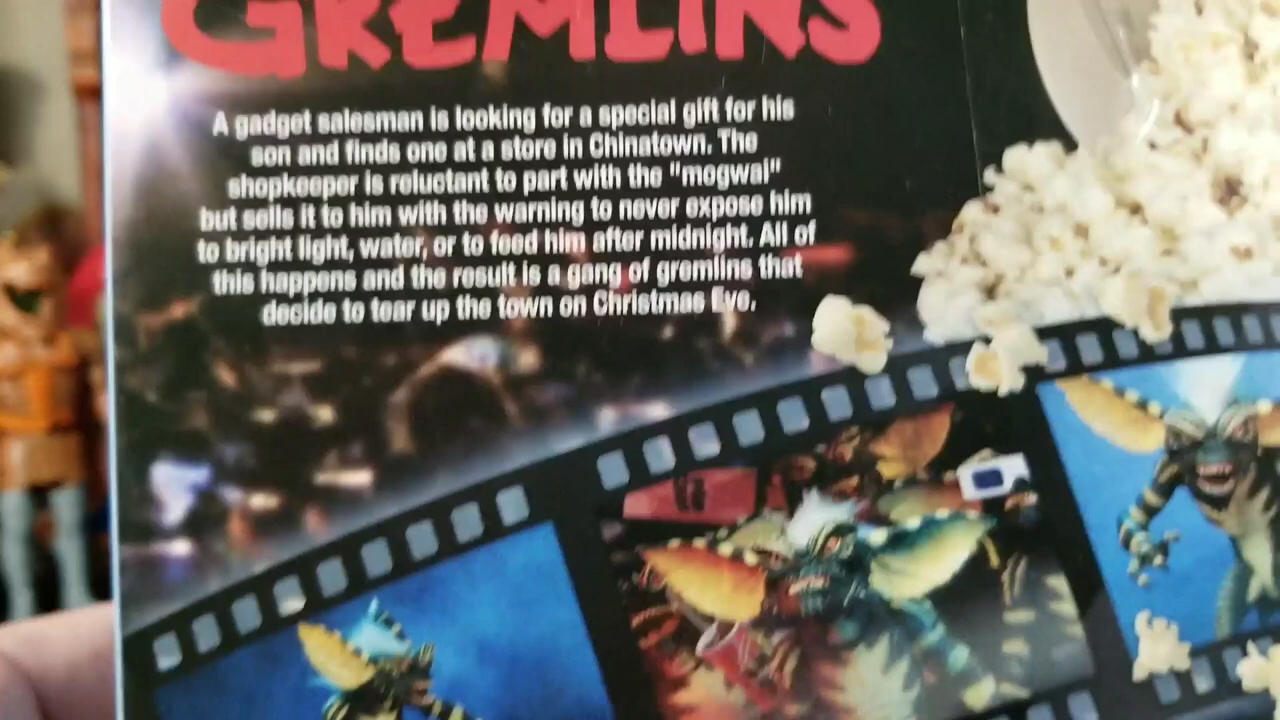 GREMLINS
A gadget salesman is looking for a special gift for his
son and finds one at a store in Chinatown. The
shopkeeper is reluctant to part with the "mogwai"
but sells it to him with the warning to never expose him
to bright light, water, or to feed him after midnight. All of
this happens and the result is a gang of gremlins that
decide to tear up the town on Christmas Eve.